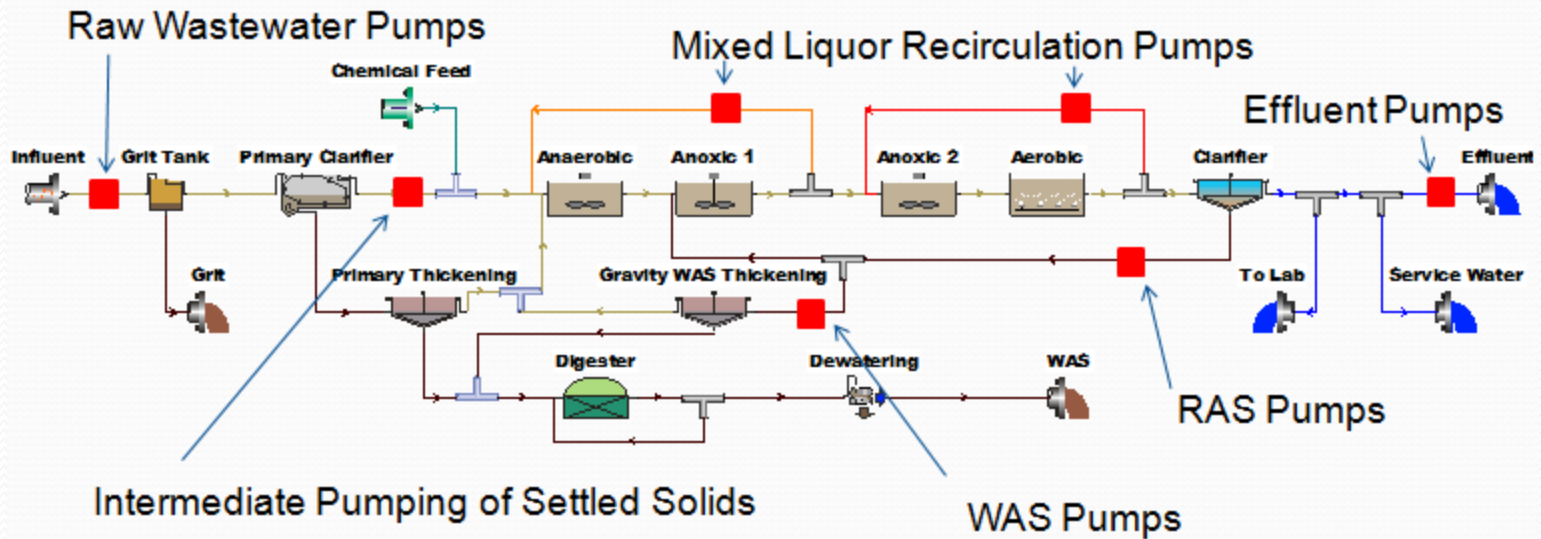 Raw Wastewater Pumps
Mixed Liquor Recirculation Pumps
Chemical Feed
Effluent Pumps
Influent
Grit Tank
Primary Clarifier
Anaerobic
Anoxic 1
Anoxic 2
Aerobic
Clarifier
Effluent
Grit
Primary Thickening
Gravity WAS Thickening
To Lab
Service Water
Digester
Dewatering
WAS
RAS Pumps
Intermediate Pumping of Settled Solids
WAS Pumps